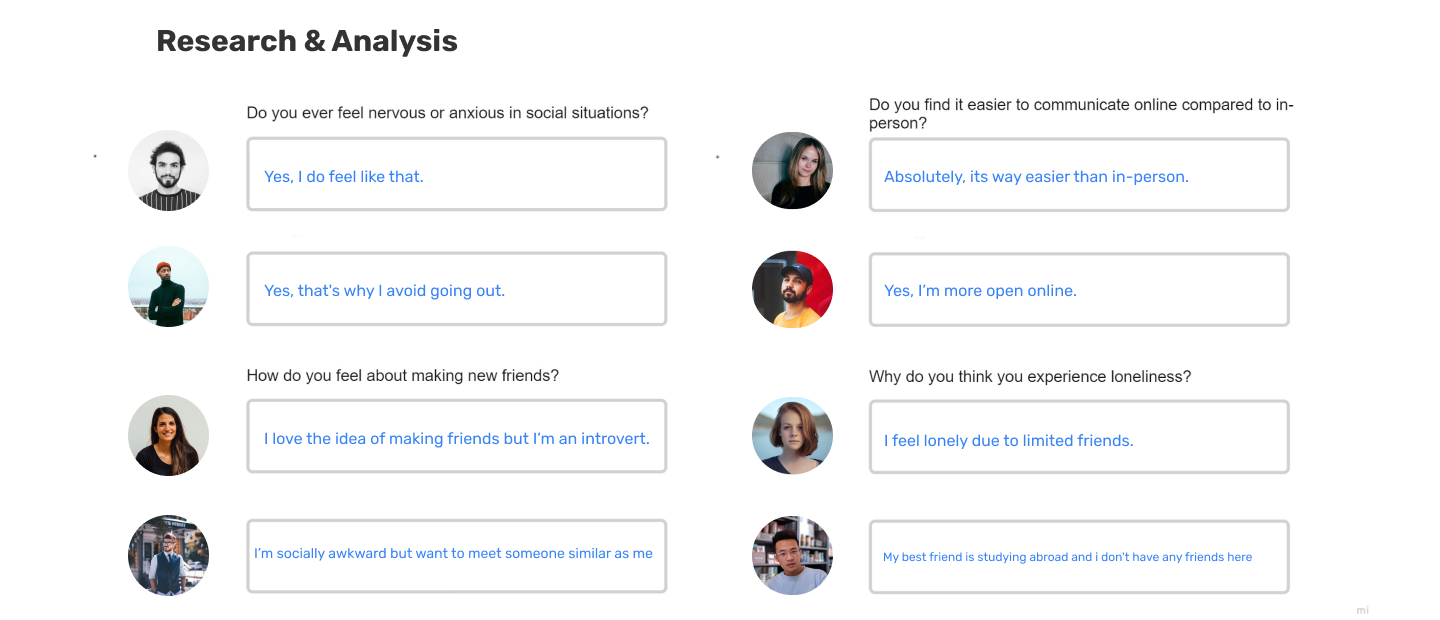 Research & Analysis
Do you ever feel nervous or anxious in social situations?
Yes, I do feel like that.
Yes, that's why I avoid going out.
How do you feel about making new friends?
I love the idea of making friends but I’m an introvert.
I’m socially awkward but want to meet someone similar as me
Do you find it easier to communicate online compared to in-
person?
Absolutely, its way easier than in-person.
Yes, I’m more open online.
Why do you think you experience loneliness?
I feel lonely due to limited friends.
My best friend is studying abroad and i don't have any friends here
mi